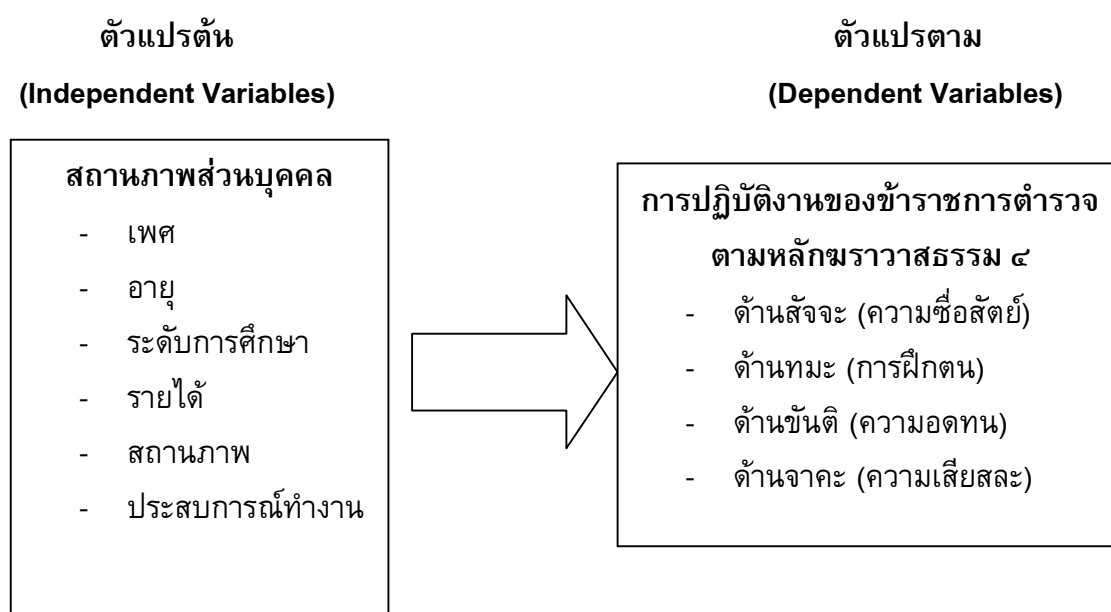 ตัวแปรต้น
(Independent Variables)
สถานภาพส่วนบุคคล
- เพศ
- อายุ
- ระดับการศึกษา
- รายได้
- สถานภาพ
- ประสบการณ์ทำงาน
ตัวแปรตาม
(Dependent Variables)
การปฏิบัติงานของข้าราชการตำรวจ
ตามหลักฆราวาสธรรม ๔
- ด้านสัจจะ (ความซื่อสัตย์)
- ด้านทมะ (การฝึกตน)
- ด้านขันติ (ความอดทน)
- ด้านจาคะ (ความเสียสละ)